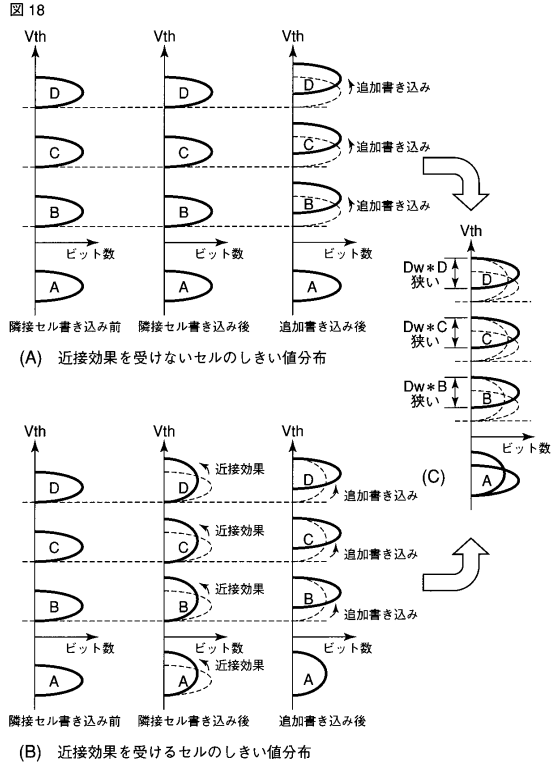 図 18
Vth Vth Vth
D D D 追加書き込み
C C C 追加書き込み
B B B 追加書き込み
ビット数 ビット数 ビット数
A A A
隣接セル書き込み前 隣接セル書き込み後 追加書き込み後
(A) 近接効果を受けないセルのしきい値分布
Vth
Dw*D
狭い
D
Dw*C
狭い
C
Dw*B
狭い
B
ビット数
A
(C)
Vth Vth Vth
D D 近接効果 D 追加書き込み
C C 近接効果 C 追加書き込み
B B 近接効果 B 追加書き込み
ビット数 ビット数 ビット数
A A 近接効果 A
隣接セル書き込み前 隣接セル書き込み後 追加書き込み後
(B) 近接効果を受けるセルのしきい値分布